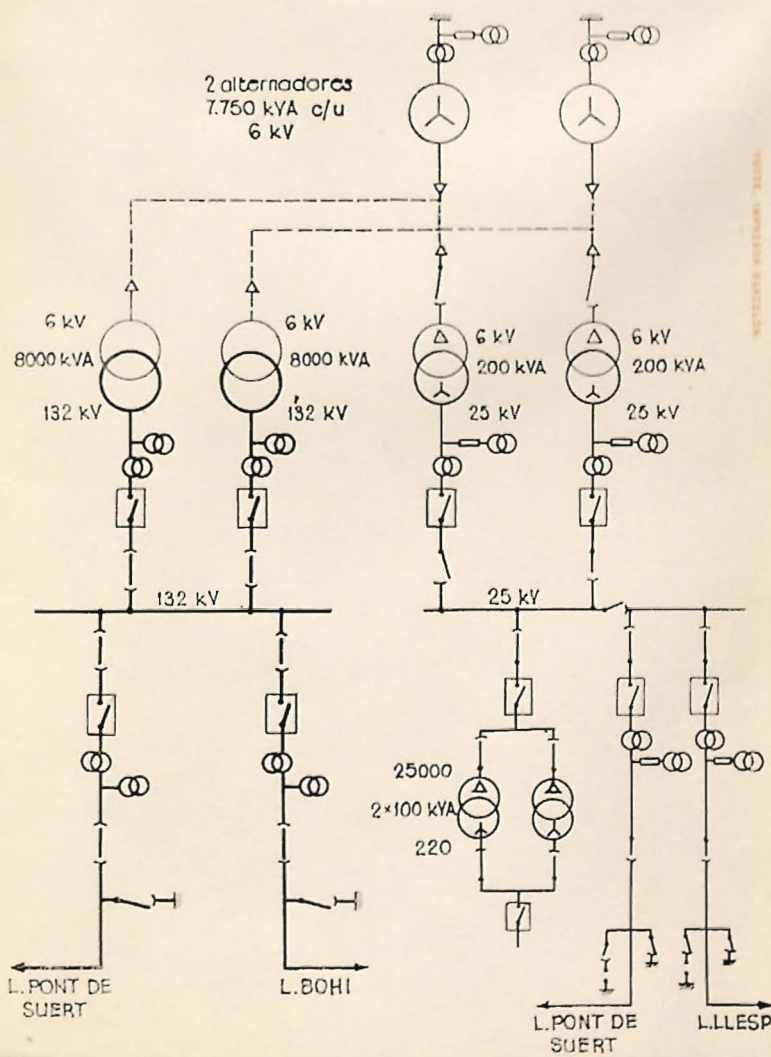 2 alternadores
7.750 kVA c/u
6 kV
6 kV
8000 kVA
132 kV
6 kV
8000 kVA
132 kV
6 kV
200 kVA
25 kV
6 kV
200 kVA
25 kV
132 kV
25 kV
25000
2×100 kVA
220
L.PONT DE
SUERT
L.BOHI
L.PONT DE
SUERT
L.LLESP